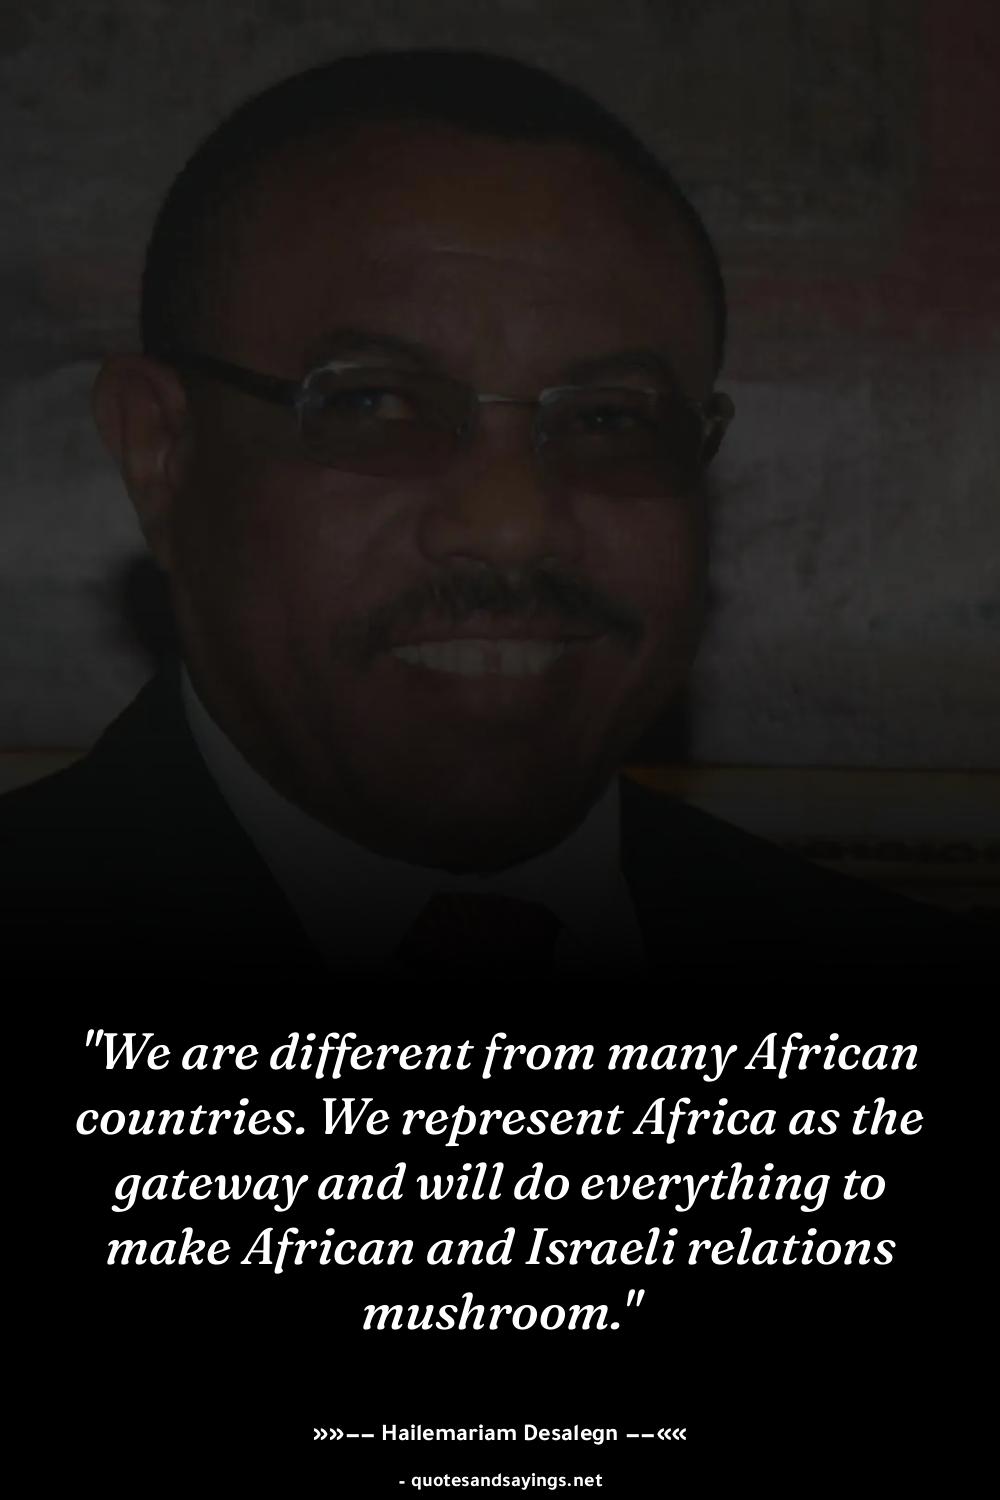 "We are different from many African
countries. We represent Africa as the
gateway and will do everything to
make African and Israeli relations
mushroom."
»»–– Hailemariam Desalegn ––««
- quotesandsayings.net